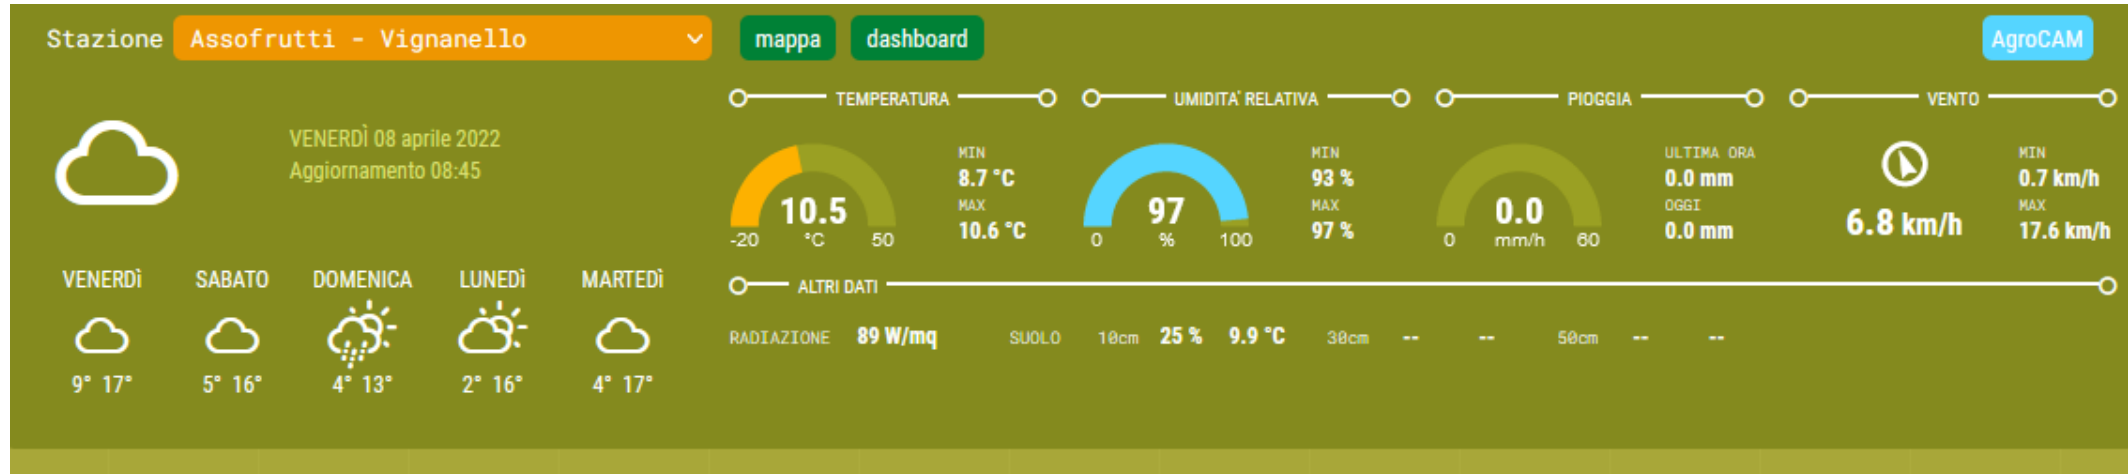 Stazione Assofrutti - Vignanello mappa dashboard AgroCAM
VENERDÌ 08 aprile 2022
Aggiornamento 08:45
VENERDì SABATO DOMENICA LUNEDì MARTEDì
9° 17° 5° 16° 4° 13° 2° 16° 4° 17°
TEMPERATURA
10.5
-20 °C 50
MIN
8.7 °C
MAX
10.6 °C
UMIDITA' RELATIVA
97
0 % 100
MIN
93 %
MAX
97 %
PIOGGIA
0.0
0 mm/h 60
ULTIMA ORA
0.0 mm
OGGI
0.0 mm
VENTO
6.8 km/h
MIN
0.7 km/h
MAX
17.6 km/h
ALTRI DATI
RADIAZIONE 89 W/mq SUOLO 10cm 25 % 9.9 °C 30cm -- -- 50cm -- --